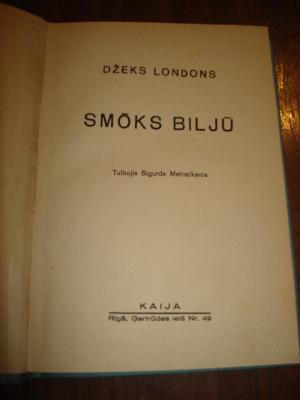 DŽEKS LONDONS
SMŌKS BILJŪ
Tulkojis Sigurds Melnalksnis
KAIJA
Rīgā, Ģertrūdes ielā Nr. 49